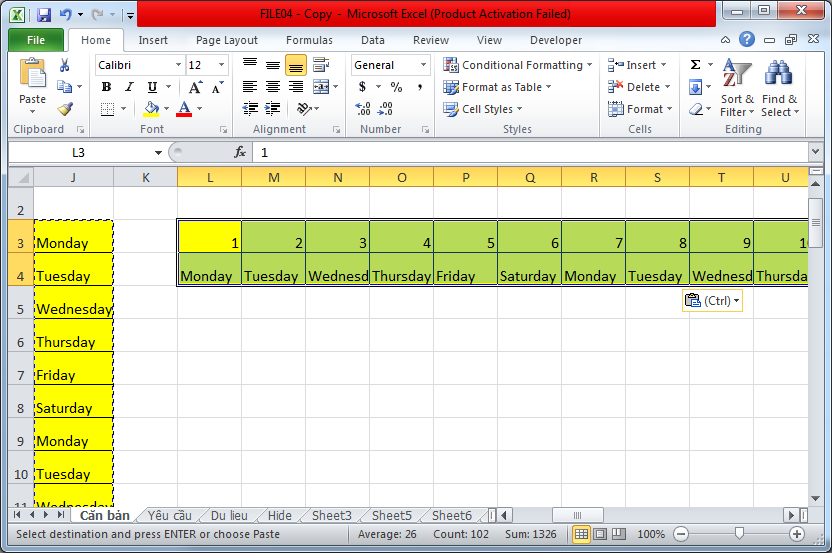 FILE04 - Copy - Microsoft Excel (Product Activation Failed)
File Home Insert Page Layout Formulas Data Review View Developer
Paste Calibri 12 General Conditional Formatting Insert Σ
B I U A A $ % , Format as Table Delete Sort & Find &
A Cell Styles Format Filter Select
Clipboard Font Alignment Number Styles Cells Editing
L3 fx 1
J K L M N O P Q R S T U
2
3 Monday 1 2 3 4 5 6 7 8 9 10
4 Tuesday Monday Tuesday Wednesd Thursday Friday Saturday Monday Tuesday Wednesd Thursda
5 Wednesday (Ctrl)
6 Thursday
7 Friday
8 Saturday
9 Monday
10 Tuesday
11 Wednesday
Căn bản Yêu cầu Du lieu Hide Sheet3 Sheet5 Sheet6
Select destination and press ENTER or choose Paste Average: 26 Count: 102 Sum: 1326 100%